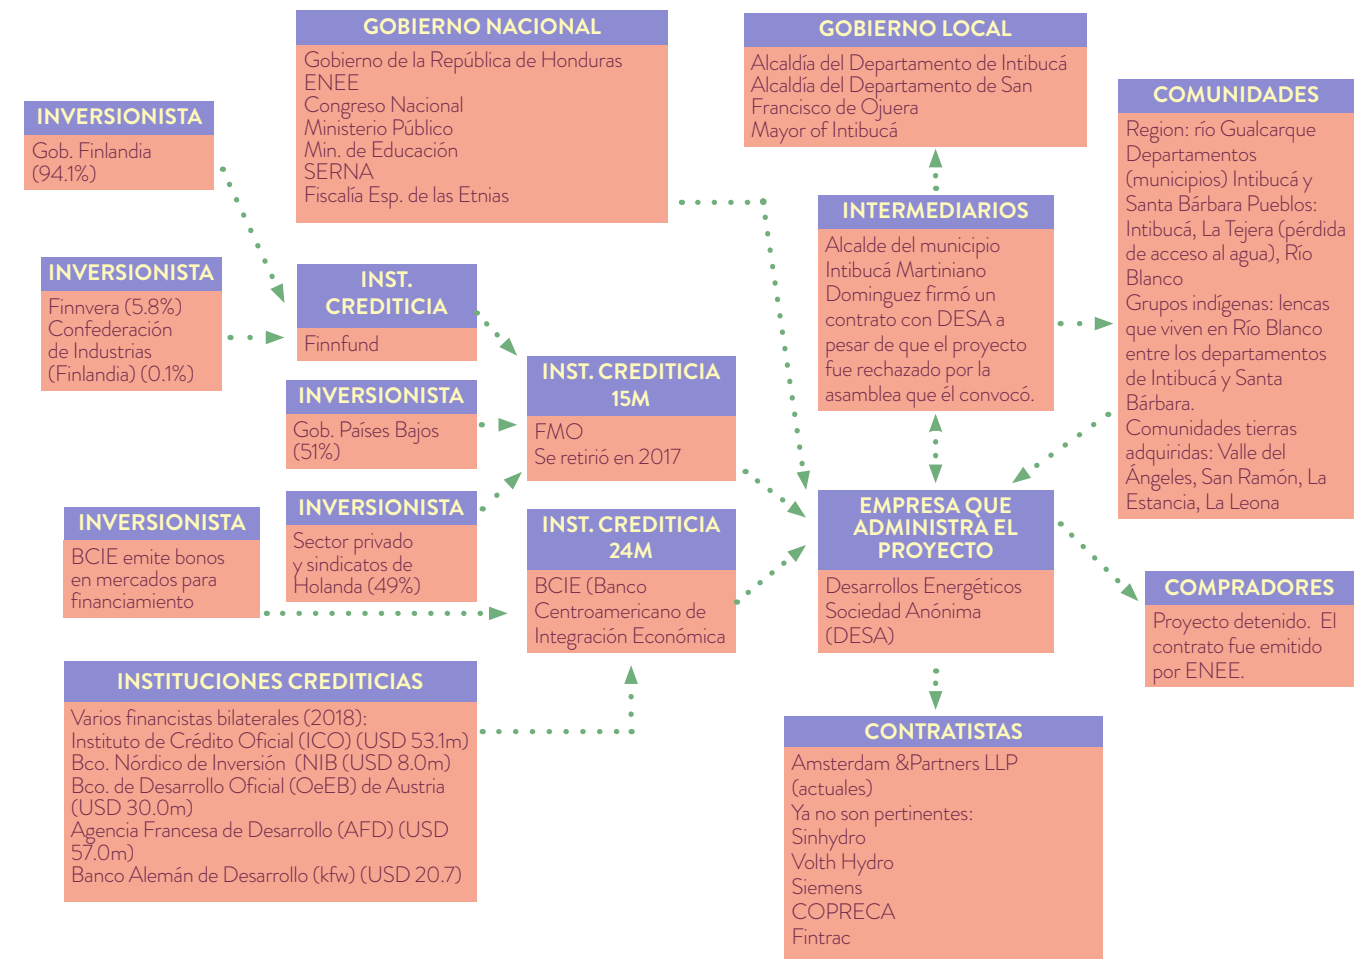 GOBIERNO NACIONAL
Gobierno de la República de Honduras
ENEE
Congreso Nacional
Ministerio Público
Min. de Educación
SERNA
Fiscalía Esp. de las Etnias
GOBIERNO LOCAL
Alcaldía del Departamento de Intibucá
Alcaldía del Departamento de San
Francisco de Ojuera
Mayor of Intibucá
INVERSIONISTA
Gob. Finlandia
(94.1%)
COMUNIDADES
Region: río Gualcarque
Departamentos
(municipios) Intibucá y
Santa Bárbara Pueblos:
Intibucá, La Tejera (pérdida
de acceso al agua), Río
Blanco
Grupos indígenas: lencas
que viven en Río Blanco
entre los departamentos
de Intibucá y Santa
Bárbara.
Comunidades tierras
adquiridas: Valle del
Ángeles, San Ramón, La
Estancia, La Leona
INTERMEDIARIOS
Alcalde del municipio
Intibucá Martiniano
Dominguez firmó un
contrato con DESA a
pesar de que el proyecto
fue rechazado por la
asamblea que él convocó.
INVERSIONISTA
Finnvera (5.8%)
Confederación
de Industrias
(Finlandia) (0.1%)
INST.
CREDITICIA
Finnfund
INST. CREDITICIA
15M
FMO
Se retirió en 2017
INVERSIONISTA
Gob. Países Bajos
(51%)
INVERSIONISTA
Sector privado
y sindicatos de
Holanda (49%)
INVERSIONISTA
BCIE emite bonos
en mercados para
financiamiento
INST. CREDITICIA
24M
BCIE (Banco
Centroamericano de
Integración Económica
EMPRESA QUE
ADMINISTRA EL
PROYECTO
Desarrollos Energéticos
Sociedad Anónima
(DESA)
COMPRADORES
Proyecto detenido. El
contrato fue emitido
por ENEE.
INSTITUCIONES CREDITICIAS
Varios financistas bilaterales (2018):
Instituto de Crédito Oficial (ICO) (USD 53.1m)
Bco. Nórdico de Inversión (NIB (USD 8.0m)
Bco. de Desarrollo Oficial (OeEB) de Austria
(USD 30.0m)
Agencia Francesa de Desarrollo (AFD) (USD
57.0m)
Banco Alemán de Desarrollo (kfw) (USD 20.7)
CONTRATISTAS
Amsterdam &Partners LLP
(actuales)
Ya no son pertinentes:
Sinhydro
Volth Hydro
Siemens
COPRECA
Fintrac